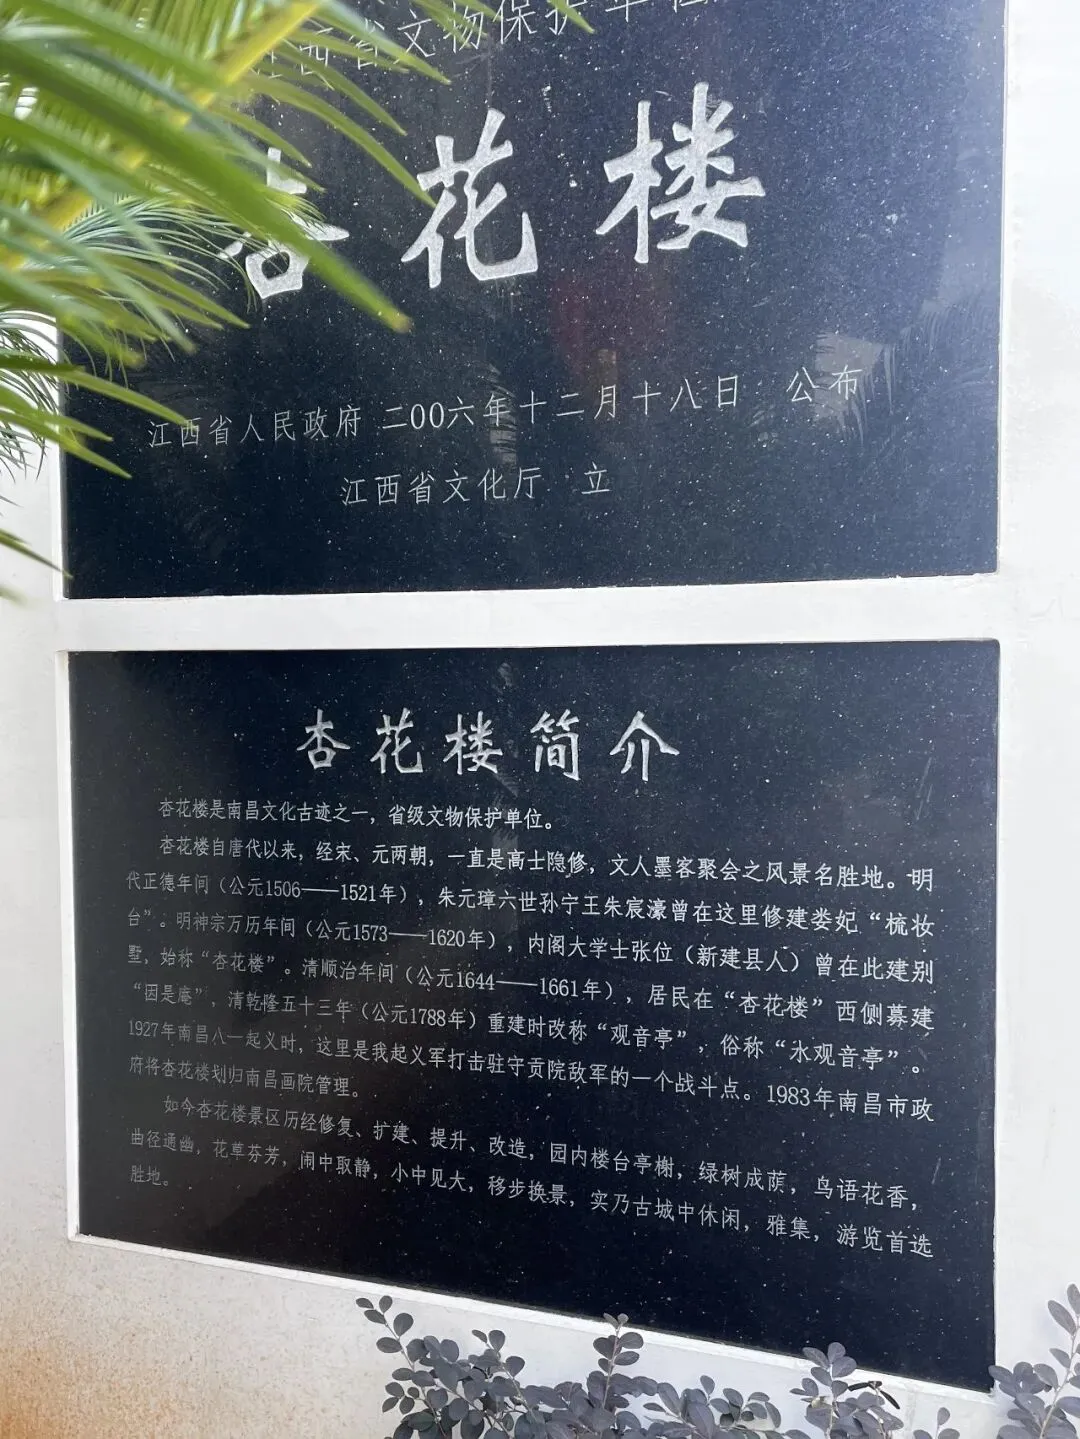 江西省文物保护单位
杏花楼
江西省人民政府 二00六年十二月十八日 公布
江西省文化厅 立
杏花楼简介
杏花楼是南昌文化古迹之一，省级文物保护单位。
杏花楼自唐代以来，经宋、元两朝，一直是高士隐修，文人墨客聚会之风景名胜地。明
代正德年间（公元1506——1521年），朱元璋六世孙宁王朱宸濠曾在这里修建娄妃“梳妆
台”。明神宗万历年间（公元1573——1620年），内阁大学士张位（新建县人）曾在此建别
墅，始称“杏花楼”。清顺治年间（公元1644——1661年），居民在“杏花楼”西侧募建
“因是庵”，清乾隆五十三年（公元1788年）重建时改称“观音亭”，俗称“水观音亭”。
1927年南昌八一起义时，这里是我起义军打击驻守贡院敌军的一个战斗点。1983年南昌市政
府将杏花楼划归南昌画院管理。
如今杏花楼景区历经修复、扩建、提升、改造，园内楼台亭榭，绿树成荫，鸟语花香，
曲径通幽，花草芬芳，闹中取静，小中见大，移步换景，实乃古城中休闲，雅集，游览首选
胜地。